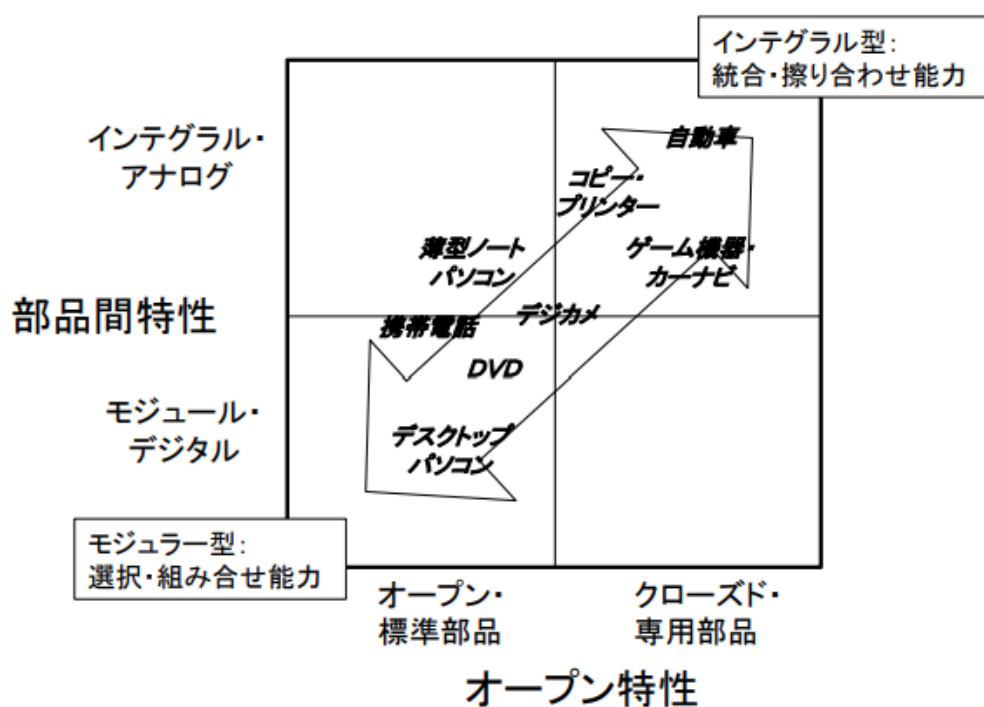 インテグラル型：
統合・擦り合わせ能力
インテグラル・
アナログ
自動車
コピー・
プリンター
薄型ノート
パソコン
ゲーム機器・
カーナビ
部品間特性
デジカメ
携帯電話
DVD
モジュール・
デジタル
デスクトップ
パソコン
モジュラー型：
選択・組み合せ能力
オープン・
標準部品
クローズド・
専用部品
オープン特性